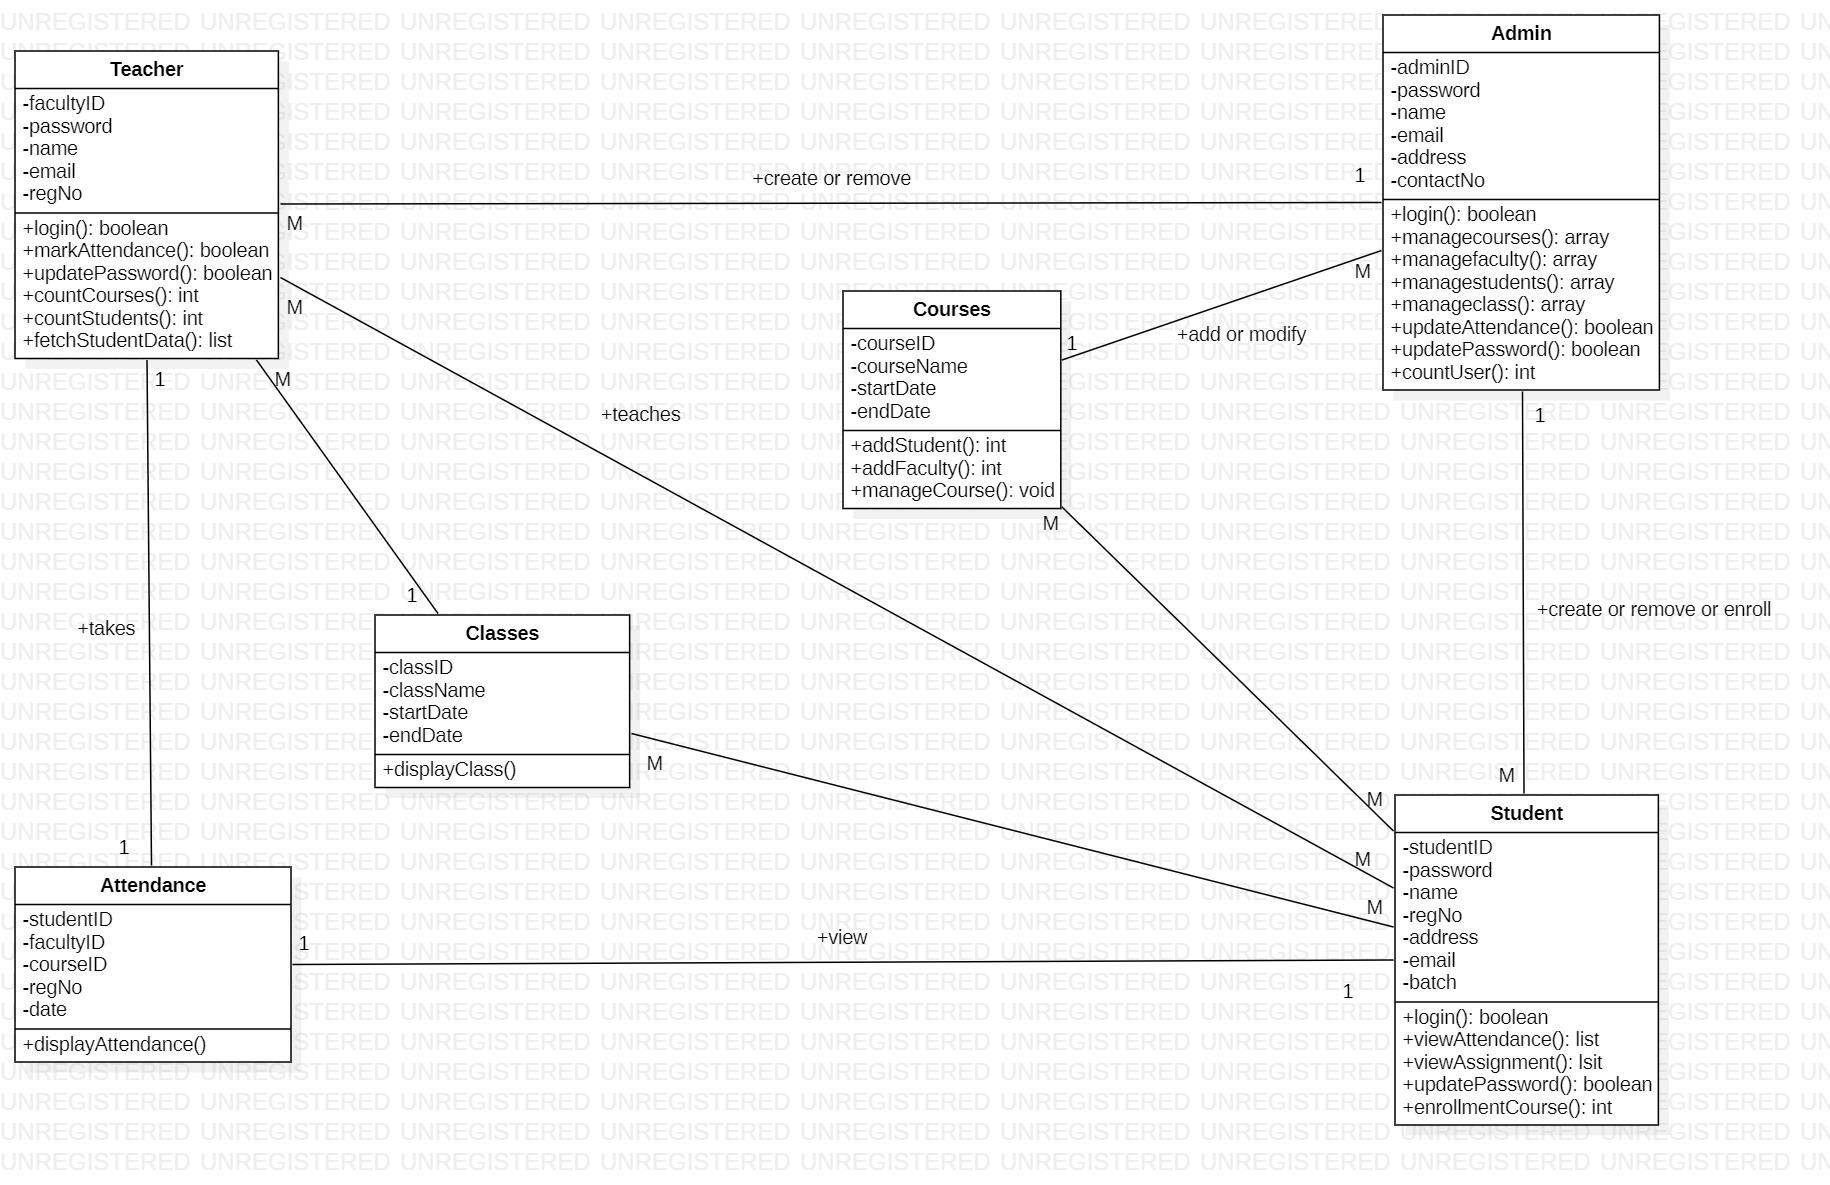 Teacher
-facultyID
-password
-name
-email
-regNo
+login(): boolean
+markAttendance(): boolean
+updatePassword(): boolean
+countCourses(): int
+countStudents(): int
+fetchStudentData(): list
Admin
-adminID
-password
-name
-email
-address
-contactNo
+login(): boolean
+managecourses(): array
+managefaculty(): array
+managestudents(): array
+manageclass(): array
+updateAttendance(): boolean
+updatePassword(): boolean
+countUser(): int
+create or remove
1
M
M
1
M
Courses
-courseID
-courseName
-startDate
-endDate
+addStudent(): int
+addFaculty(): int
+manageCourse(): void
M
1
+add or modify
M
+teaches
1
+create or remove or enroll
M
+takes
1
1
Classes
-classID
-className
-startDate
-endDate
+displayClass()
M
M
M
M
Attendance
-studentID
-facultyID
-courseID
-regNo
-date
+displayAttendance()
1
+view
1
Student
-studentID
-password
-name
-regNo
-address
-email
-batch
+login(): boolean
+viewAttendance(): list
+viewAssignment(): lsit
+updatePassword(): boolean
+enrollmentCourse(): int
UNREGISTERED